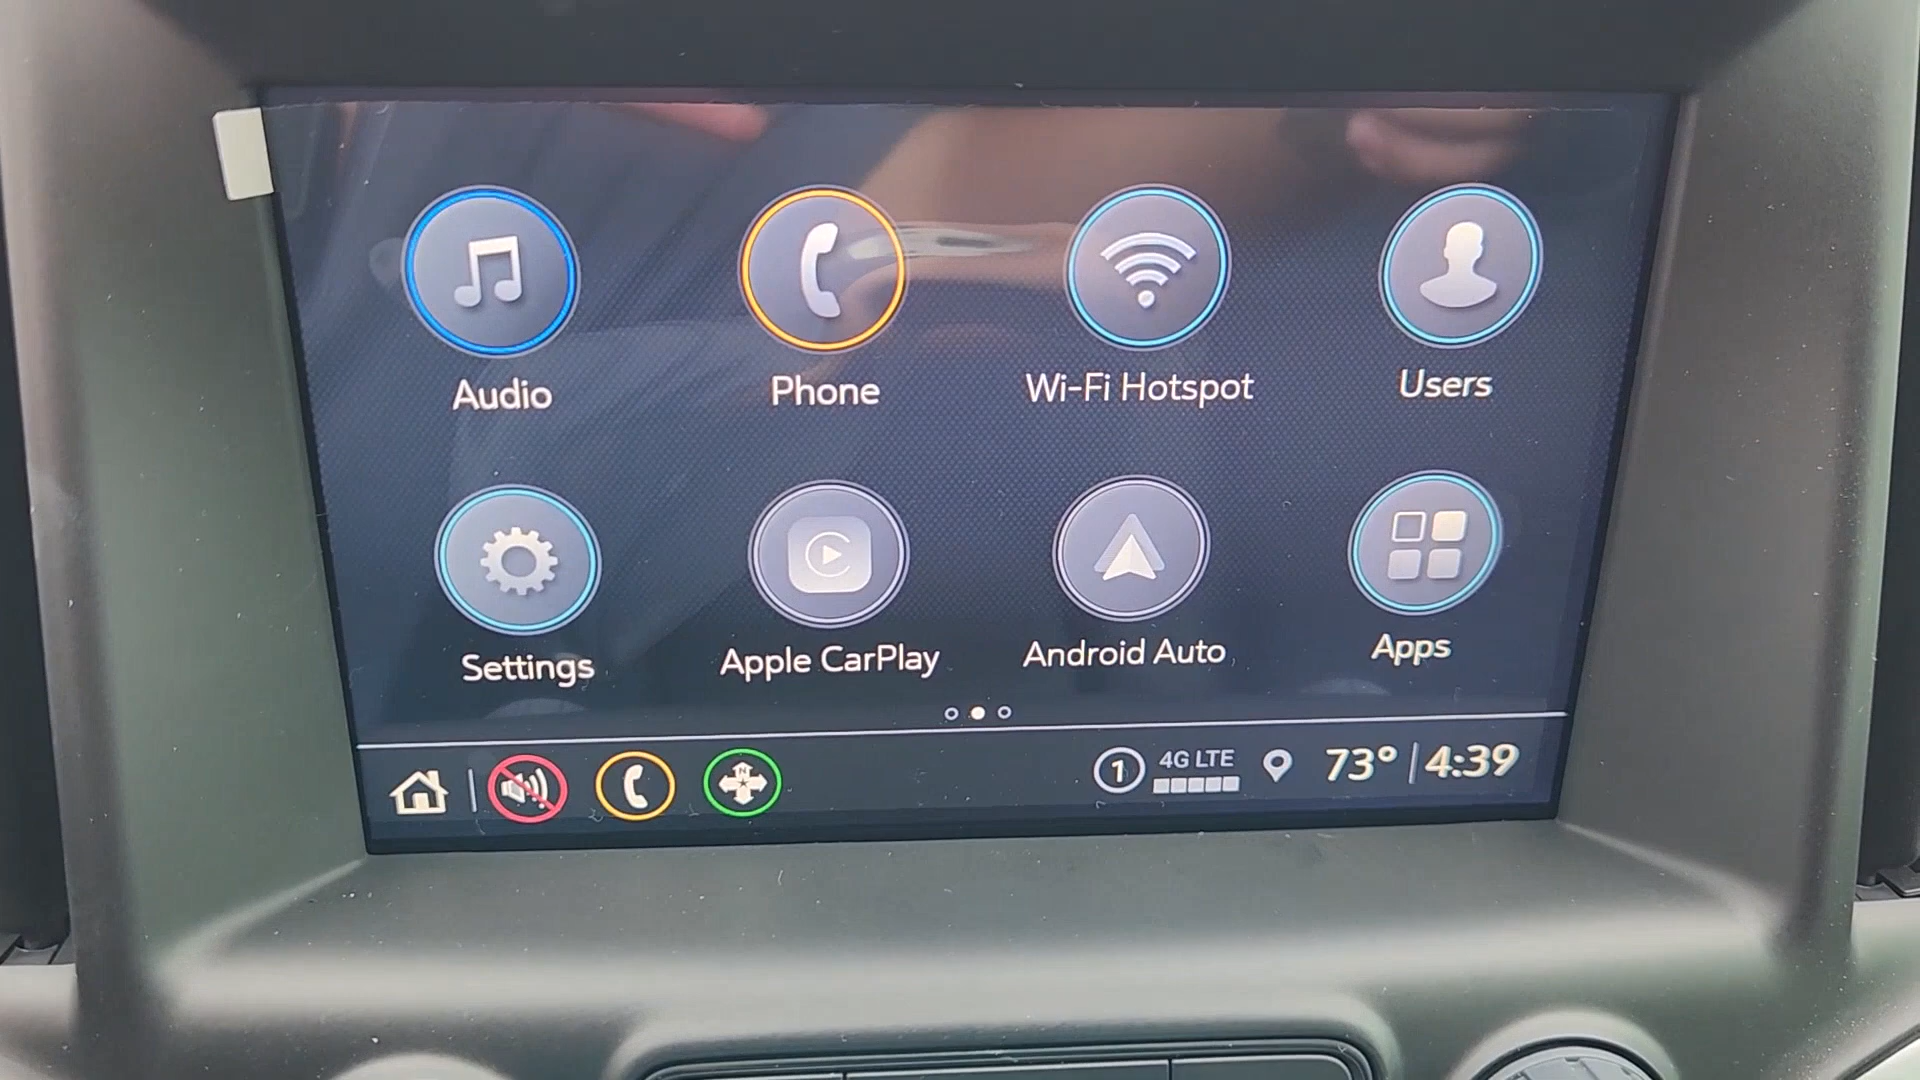 Audio
Phone
Wi-Fi Hotspot
Users
Settings
Apple CarPlay
Android Auto
Apps
N
1
4G LTE
73° | 4:39